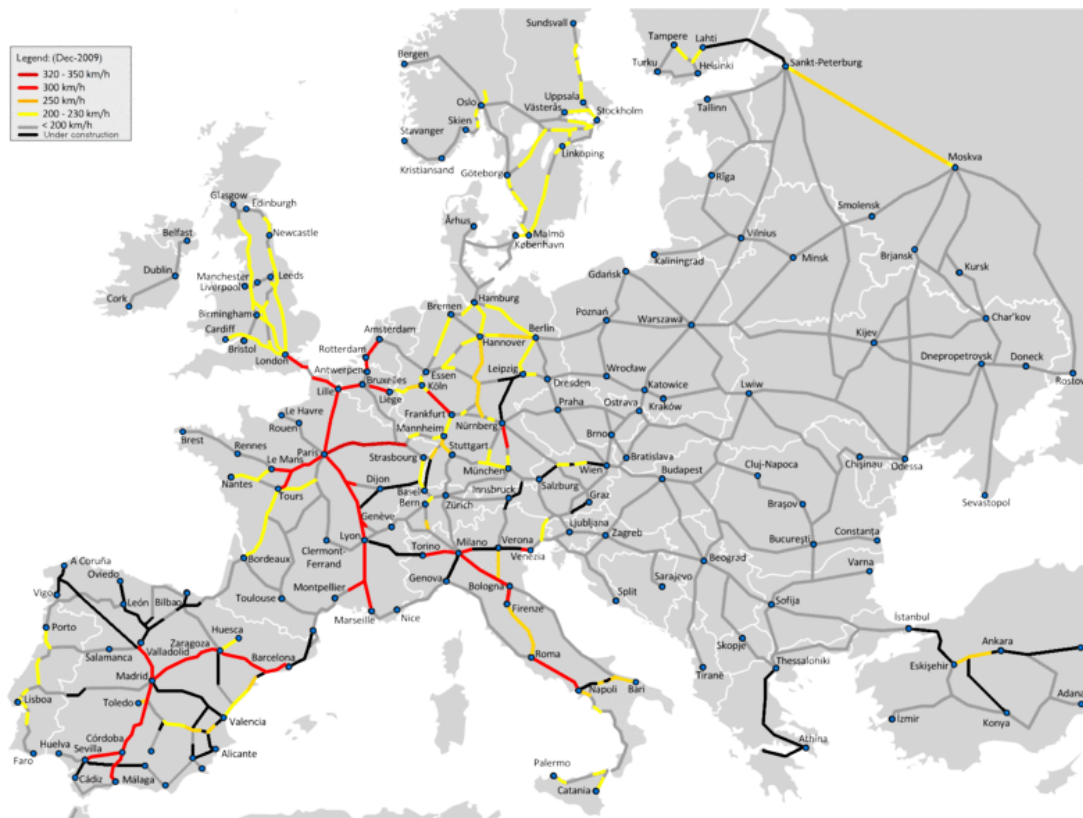 Legend: (Dec-2009)
320 - 350 km/h
300 km/h
250 km/h
200 - 230 km/h
< 200 km/h
Under construction
Sundsvall
Tampere
Lahti
Bergen
Turku
Helsinki
Sankt-Peterburg
Oslo
Uppsala
Västerås
Stockholm
Tallinn
Skien
Stavanger
Linköping
Kristiansand
Göteborg
Moskva
Rīga
Glasgow
Edinburgh
Smolensk
Århus
Belfast
Newcastle
Malmö
København
Vilnius
Kaliningrad
Minsk
Brjansk
Dublin
Manchester
Leeds
Liverpool
Gdańsk
Kursk
Cork
Hamburg
Bremen
Birmingham
Amsterdam
Berlin
Poznań
Warszawa
Char'kov
Cardiff
Bristol
Hannover
Kijev
London
Rotterdam
Antwerpen
Essen
Leipzig
Dnepropetrovsk
Doneck
Bruxelles
Köln
Dresden
Wrocław
Rostov
Lille
Liège
Katowice
Lwiw
Kraków
Le Havre
Frankfurt
Praha
Ostrava
Rouen
Mannheim
Nürnberg
Brest
Rennes
Paris
Stuttgart
Brno
Le Mans
Strasbourg
Bratislava
Chişinau
Odessa
Nantes
Tours
Dijon
München
Wien
Budapest
Cluj-Napoca
Basel
Innsbruck
Salzburg
Bern
Zürich
Graz
Sevastopol
Genève
Ljubljana
Braşov
Lyon
Milano
Verona
Zagreb
Constanța
Clermont-
Ferrand
Torino
Venezia
Bucureşti
Bordeaux
Beograd
A Coruña
Oviedo
Genova
Bologna
Varna
Montpellier
Sarajevo
Vigo
León
Bilbao
Toulouse
Firenze
Split
Marseille
Nice
Sofija
Porto
Huesca
Zaragoza
İstanbul
Salamanca
Valladolid
Barcelona
Roma
Skopje
Ankara
Madrid
Tiranë
Thessaloniki
Eskişehir
Lisboa
Toledo
Napoli
Bari
Adana
Valencia
İzmir
Konya
Huelva
Córdoba
Sevilla
Alicante
Athina
Faro
Cádiz
Málaga
Palermo
Catania